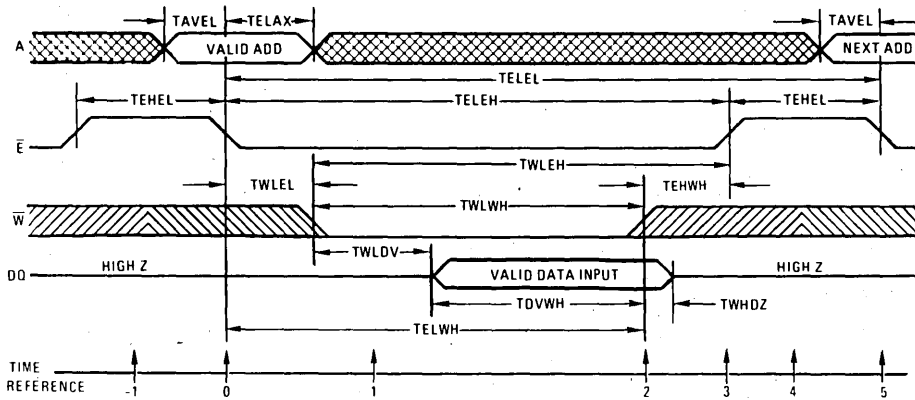 TAVEL TELAX TAVEL
A VALID ADD NEXT ADD
TELEL
TEHEL TELEH TEHEL
E
TWLEH
TWLEL TEHWH
TWLWH
W
TWLDV
DQ HIGH Z VALID DATA INPUT HIGH Z
TDVWH TWHDZ
TELWH
TIME
REFERENCE
-1 0 1 2 3 4 5